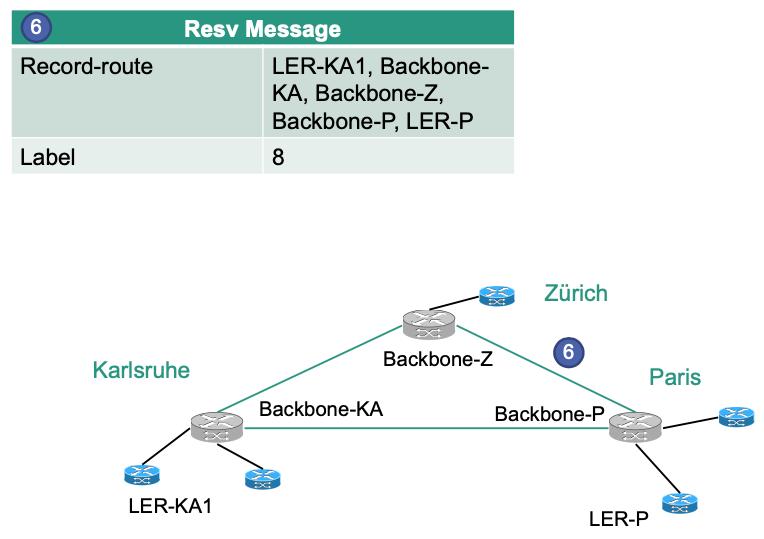 6
Resv Message
Record-route
LER-KA1, Backbone-
KA, Backbone-Z,
Backbone-P, LER-P
Label
8
Zürich
Backbone-Z
6
Karlsruhe
Paris
Backbone-KA
Backbone-P
LER-KA1
LER-P